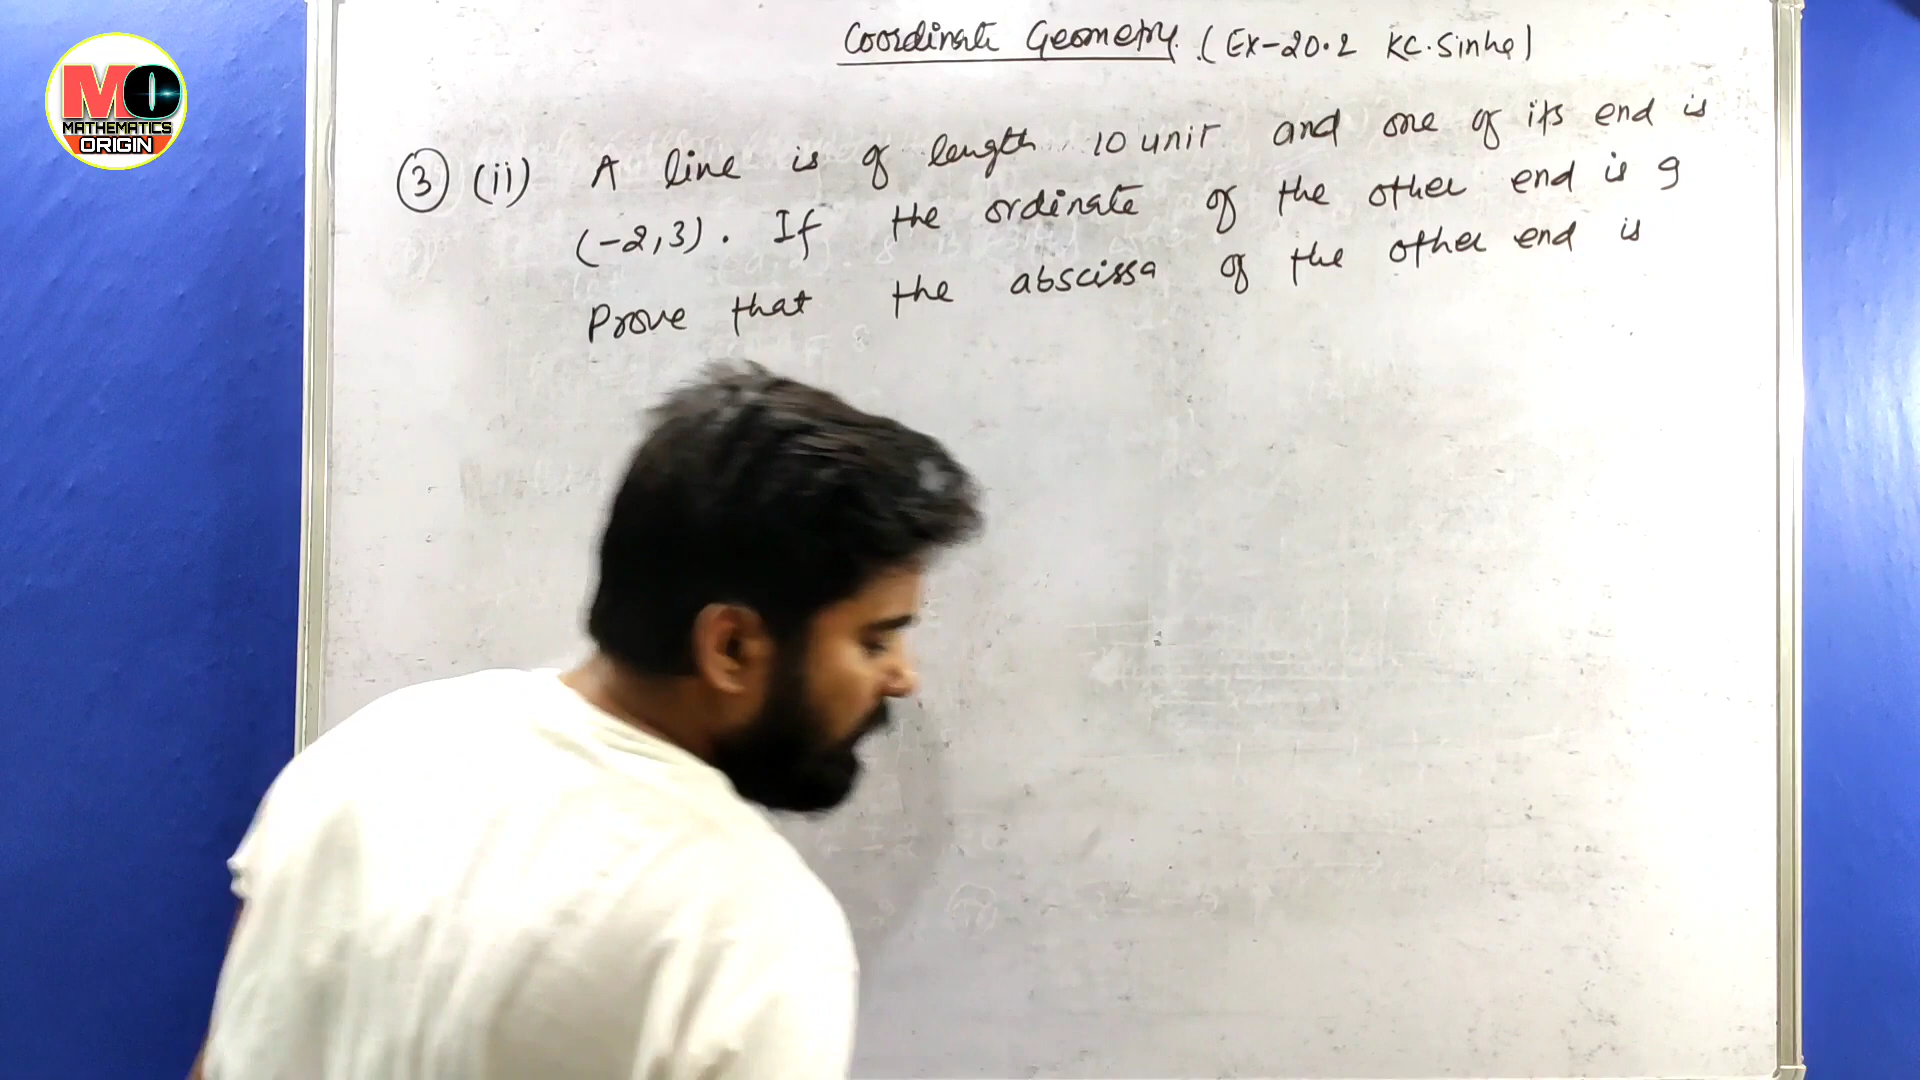 MO
MATHEMATICS
ORIGIN
Coordinate Geometry. (Ex-20.2 KC.Sinha)
③ (ii) A line is of length 10 unit and one of its end is
(-2,3). If the ordinate of the other end is 9
Prove that the abscissa of the other end is